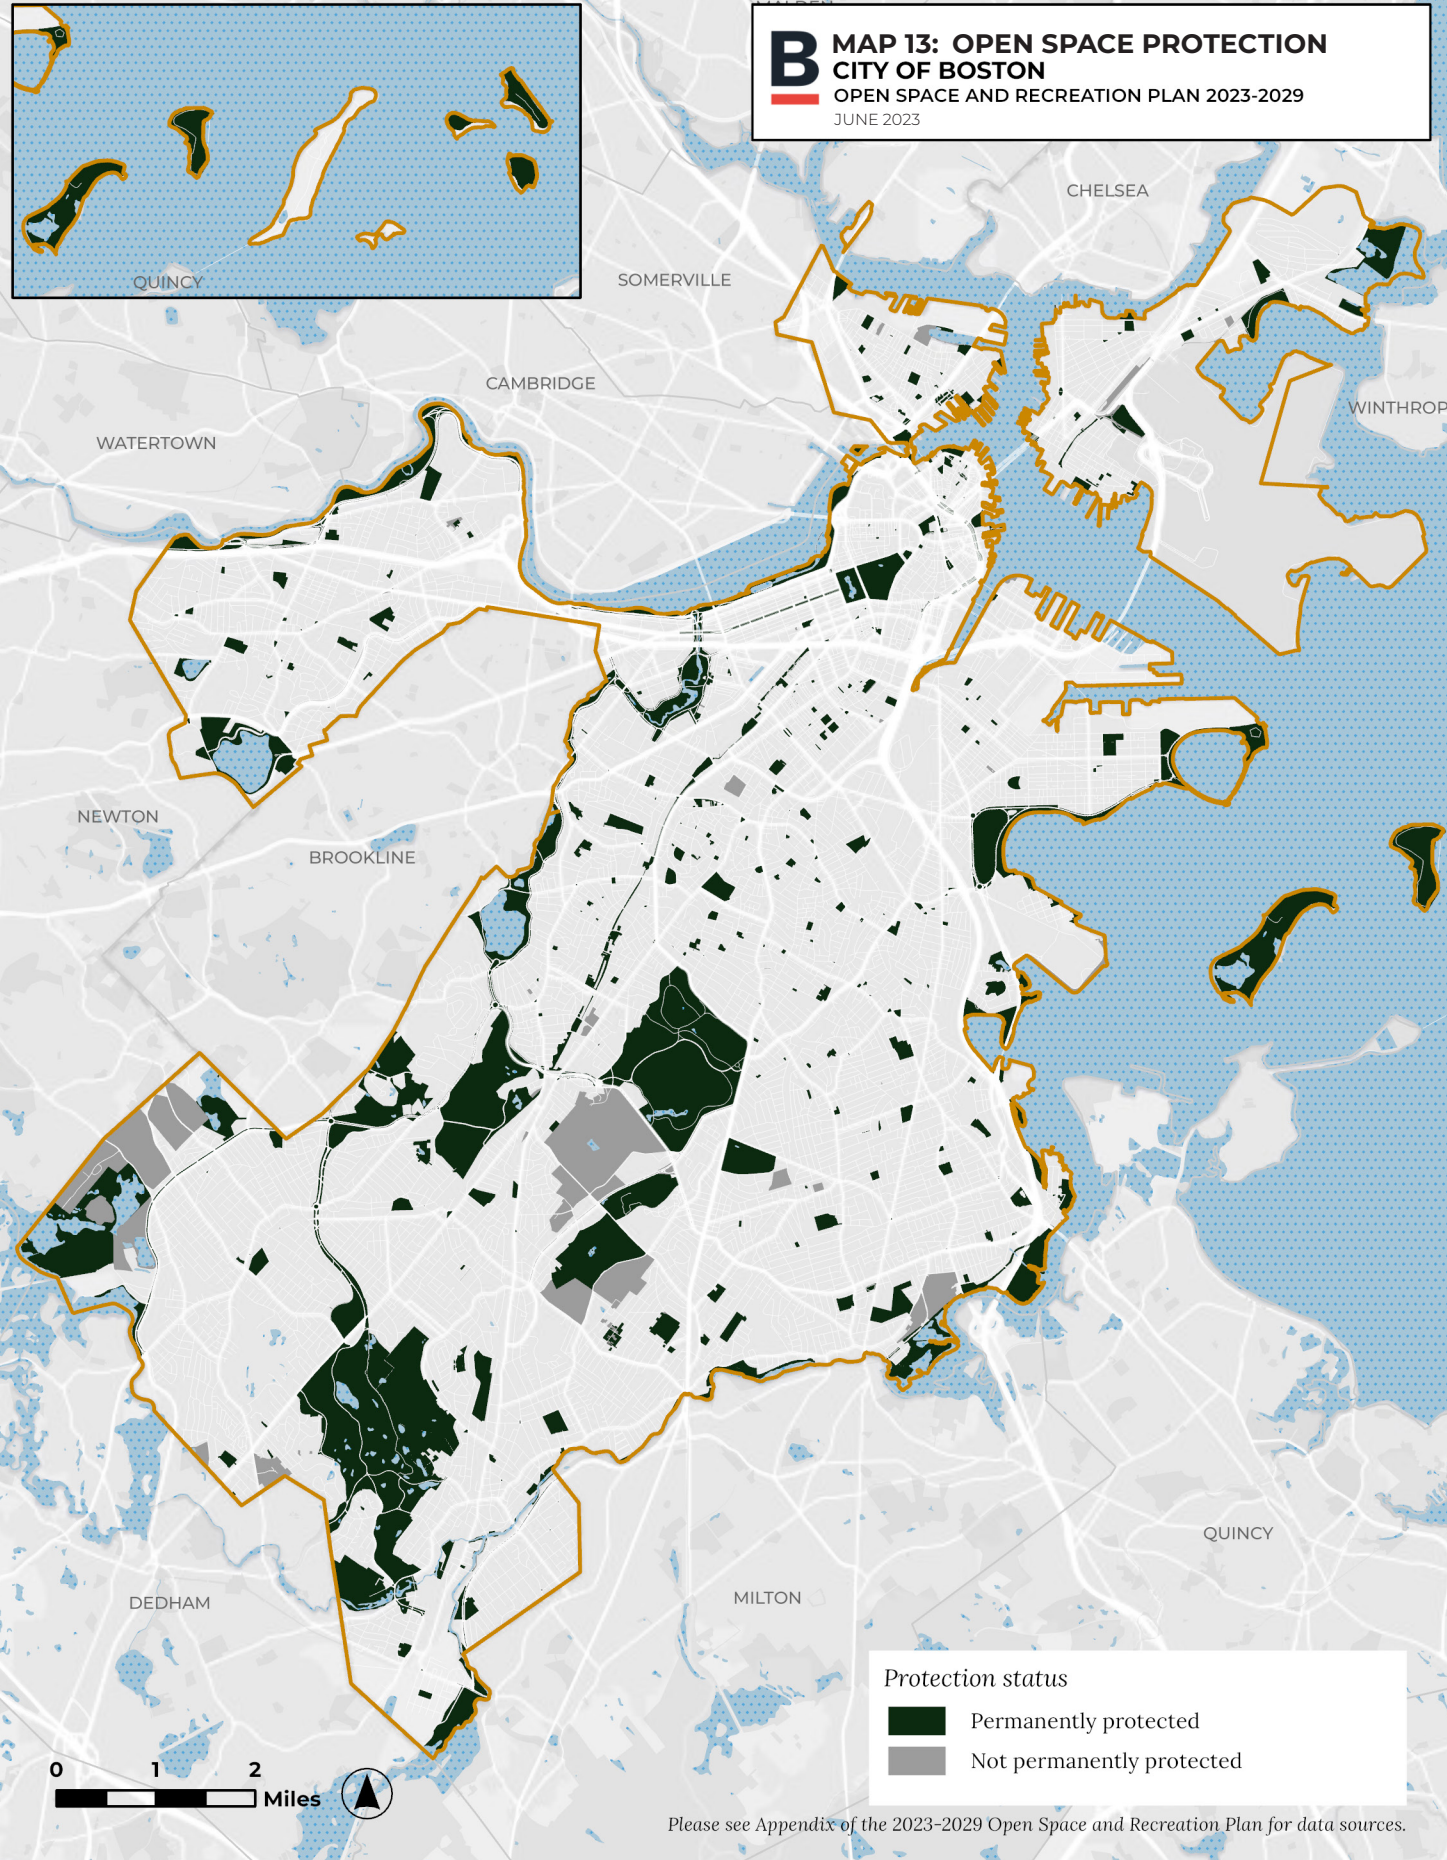 MAP 13: OPEN SPACE PROTECTION
B
CITY OF BOSTON
OPEN SPACE AND RECREATION PLAN 2023-2029
JUNE 2023
QUINCY
CHELSEA
SOMERVILLE
CAMBRIDGE
WINTHROP
WATERTOWN
NEWTON
BROOKLINE
QUINCY
DEDHAM
MILTON
Protection status
Permanently protected
Not permanently protected
0 1 2
Miles
Please see Appendix of the 2023-2029 Open Space and Recreation Plan for data sources.